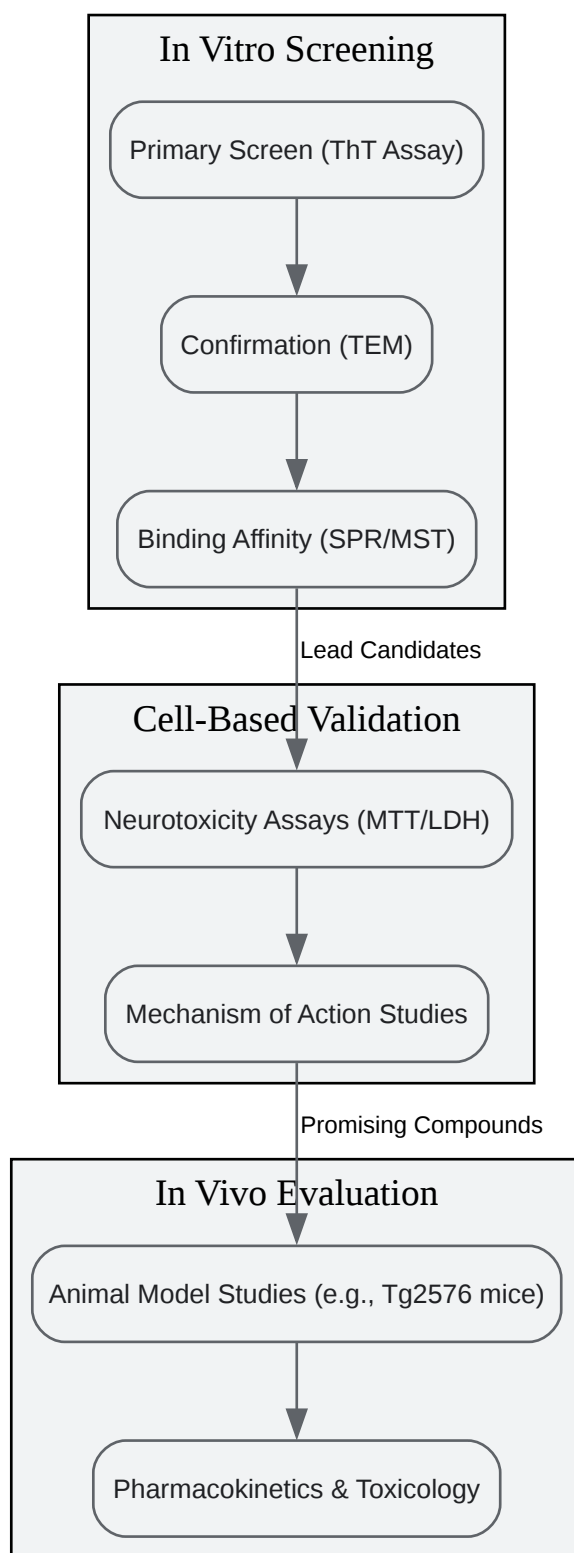 In Vitro Screening
Primary Screen (ThT Assay)
Confirmation (TEM)
Binding Affinity (SPR/MST)
Lead Candidates
Cell-Based Validation
Neurotoxicity Assays (MTT/LDH)
Mechanism of Action Studies
Promising Compounds
In Vivo Evaluation
Animal Model Studies (e.g., Tg2576 mice)
Pharmacokinetics & Toxicology